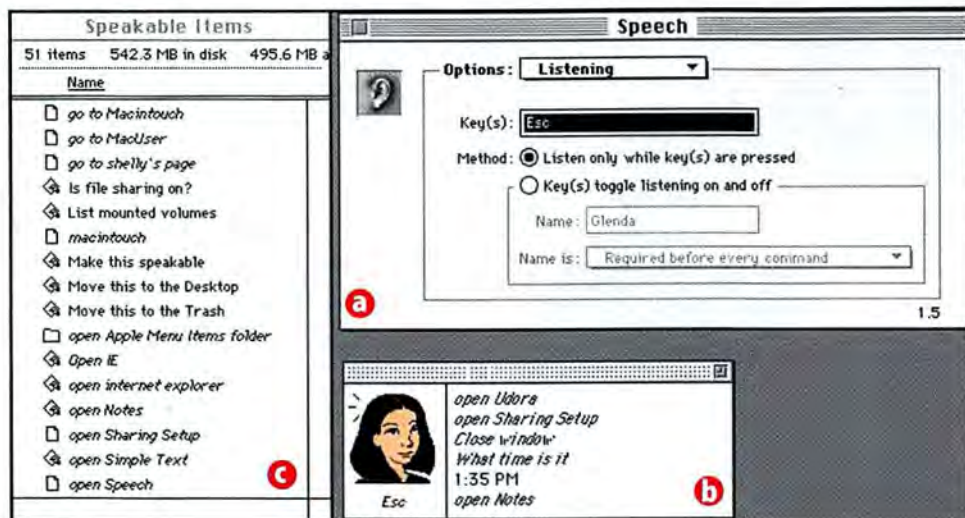 Speakable Items
51 items 542.3 MB in disk 495.6 MB a
Name
go to Macintouch
go to MacUser
go to shelly's page
Is file sharing on?
List mounted volumes
macintouch
Make this speakable
Move this to the Desktop
Move this to the Trash
open Apple Menu Items folder
Open IE
open internet explorer
open Notes
open Sharing Setup
open Simple Text
open Speech
c
Speech
Options: Listening
Key(s): Esc
Method: Listen only while key(s) are pressed
Key(s) toggle listening on and off
Name: Glenda
Name is: Required before every command
a
1.5
open Udora
open Sharing Setup
Close window
What time is it
1:35 PM
open Notes
Esc
b